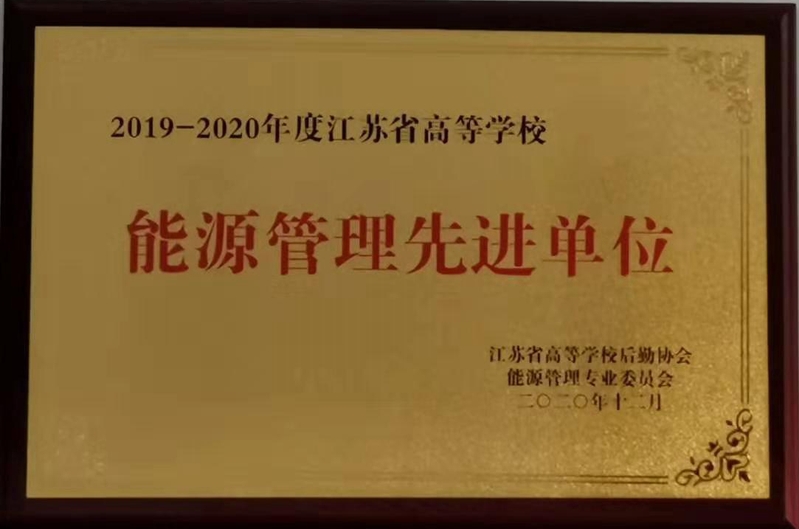 2019-2020年度江苏省高等学校
能源管理先进单位
江苏省高等学校后勤协会
能源管理专业委员会
二〇二〇年十二月